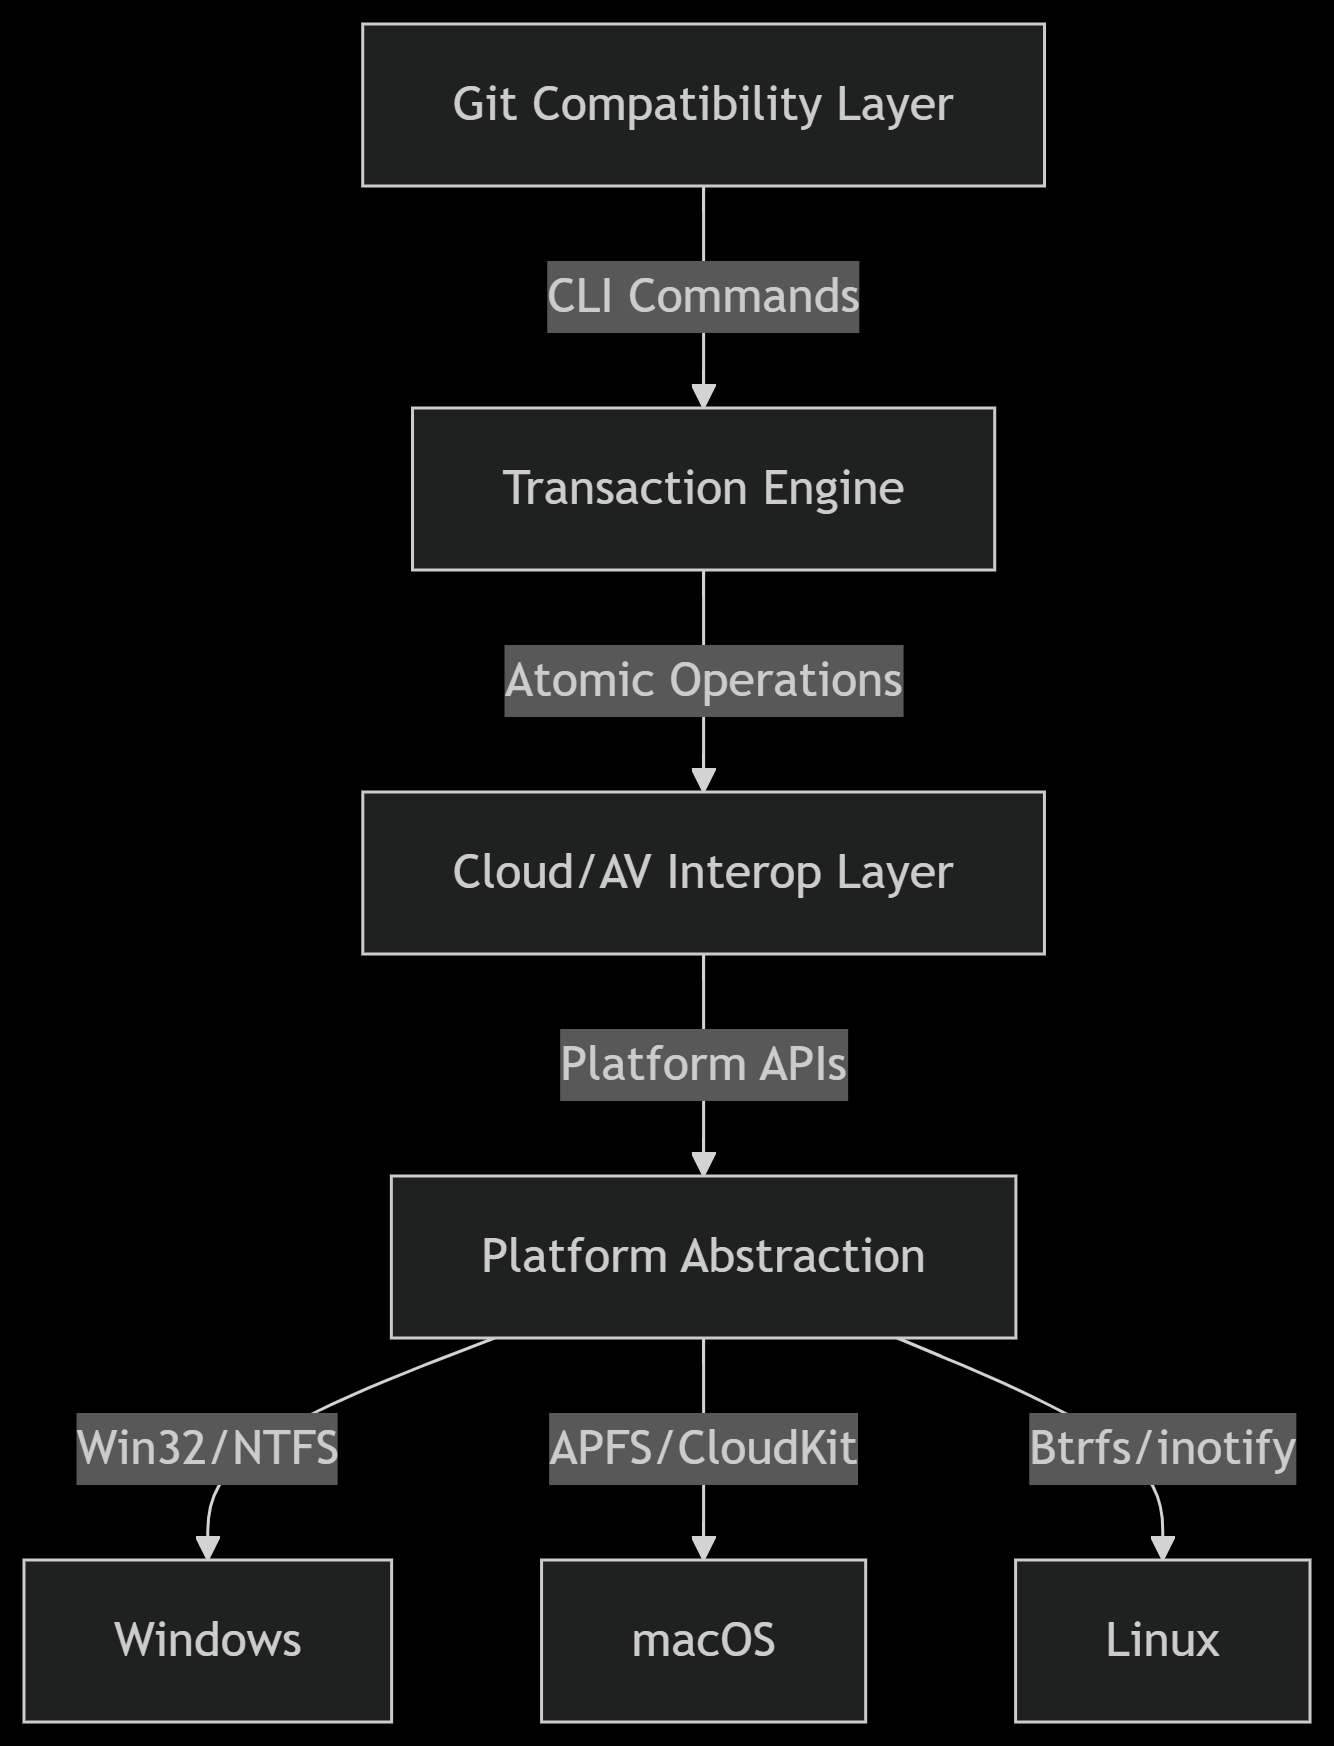 Git Compatibility Layer
CLI Commands
Transaction Engine
Atomic Operations
Cloud/AV Interop Layer
Platform APIs
Platform Abstraction
Win32/NTFS
APFS/CloudKit
Btrfs/inotify
Windows
macOS
Linux